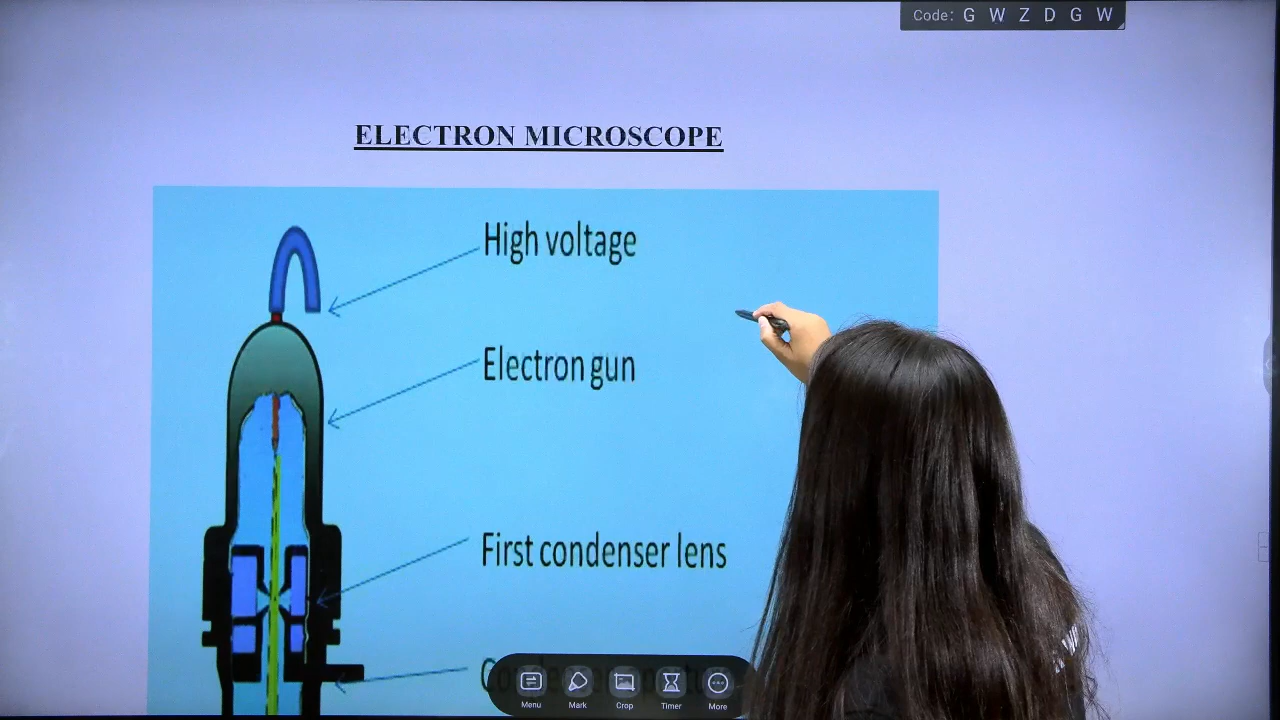 Code: G W Z D G W
ELECTRON MICROSCOPE
High voltage
Electron gun
First condenser lens
Menu Mark Crop Timer More